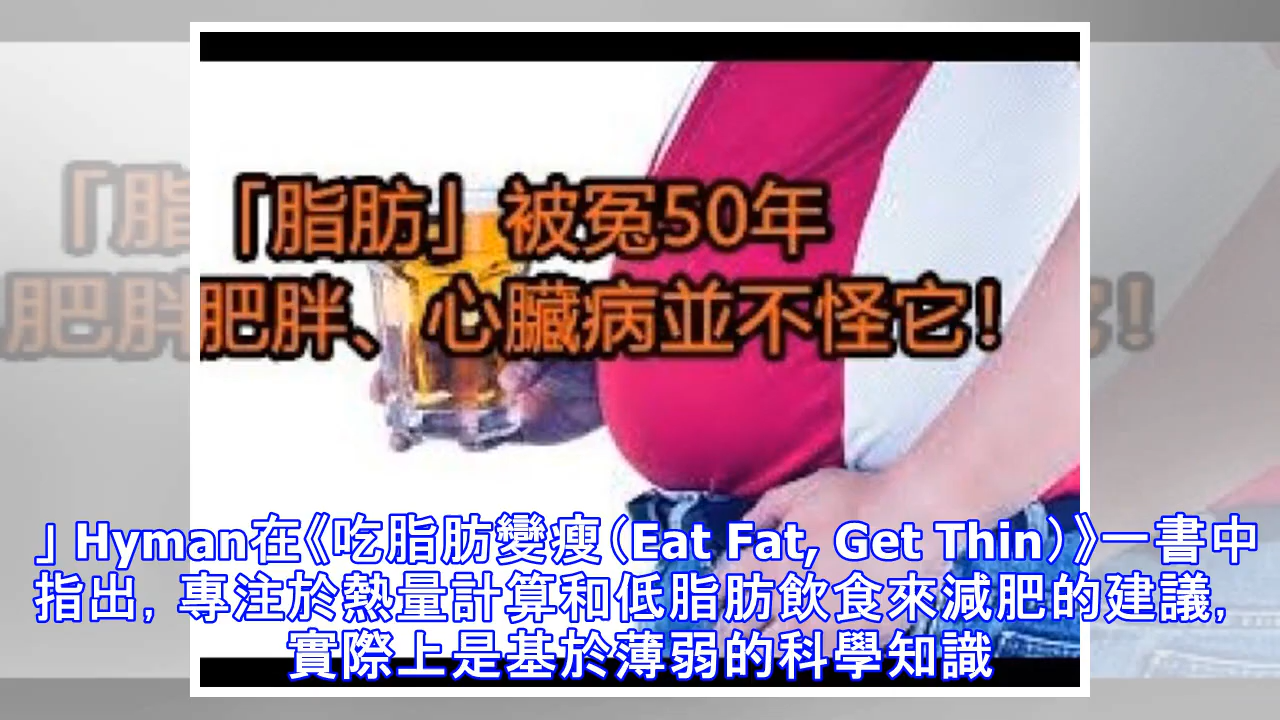 「脂肪」被冤50年
肥胖、心臟病並不怪它!
」Hyman在《吃脂肪變瘦(Eat Fat, Get Thin)》一書中
指出, 專注於熱量計算和低脂肪飲食來減肥的建議,
實際上是基於薄弱的科學知識